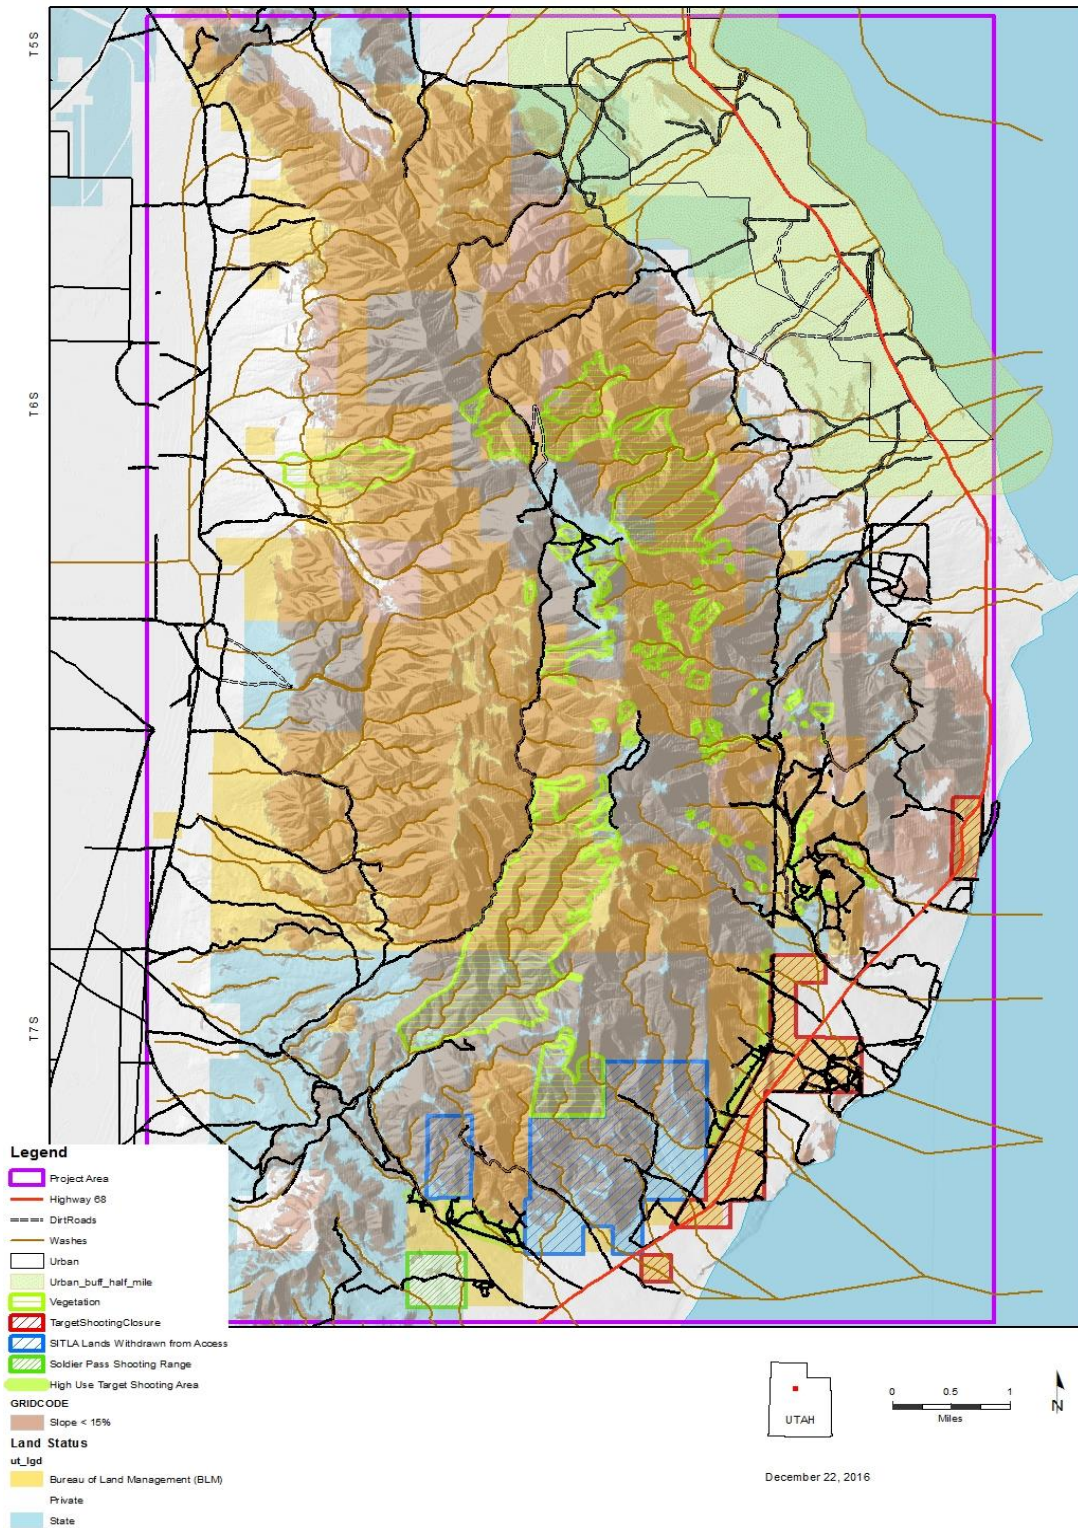 T5S
T6S
T7S
Legend
Project Area
Highway 68
DirtRoads
Washes
Urban
Urban_buff_half_mile
Vegetation
TargetShootingClosure
SITLA Lands Withdrawn from Access
Soldier Pass Shooting Range
High Use Target Shooting Area
GRIDCODE
Slope < 15%
Land Status
ut_lgd
Bureau of Land Management (BLM)
Private
State
UTAH
0 0.5 1
Miles
N
December 22, 2016